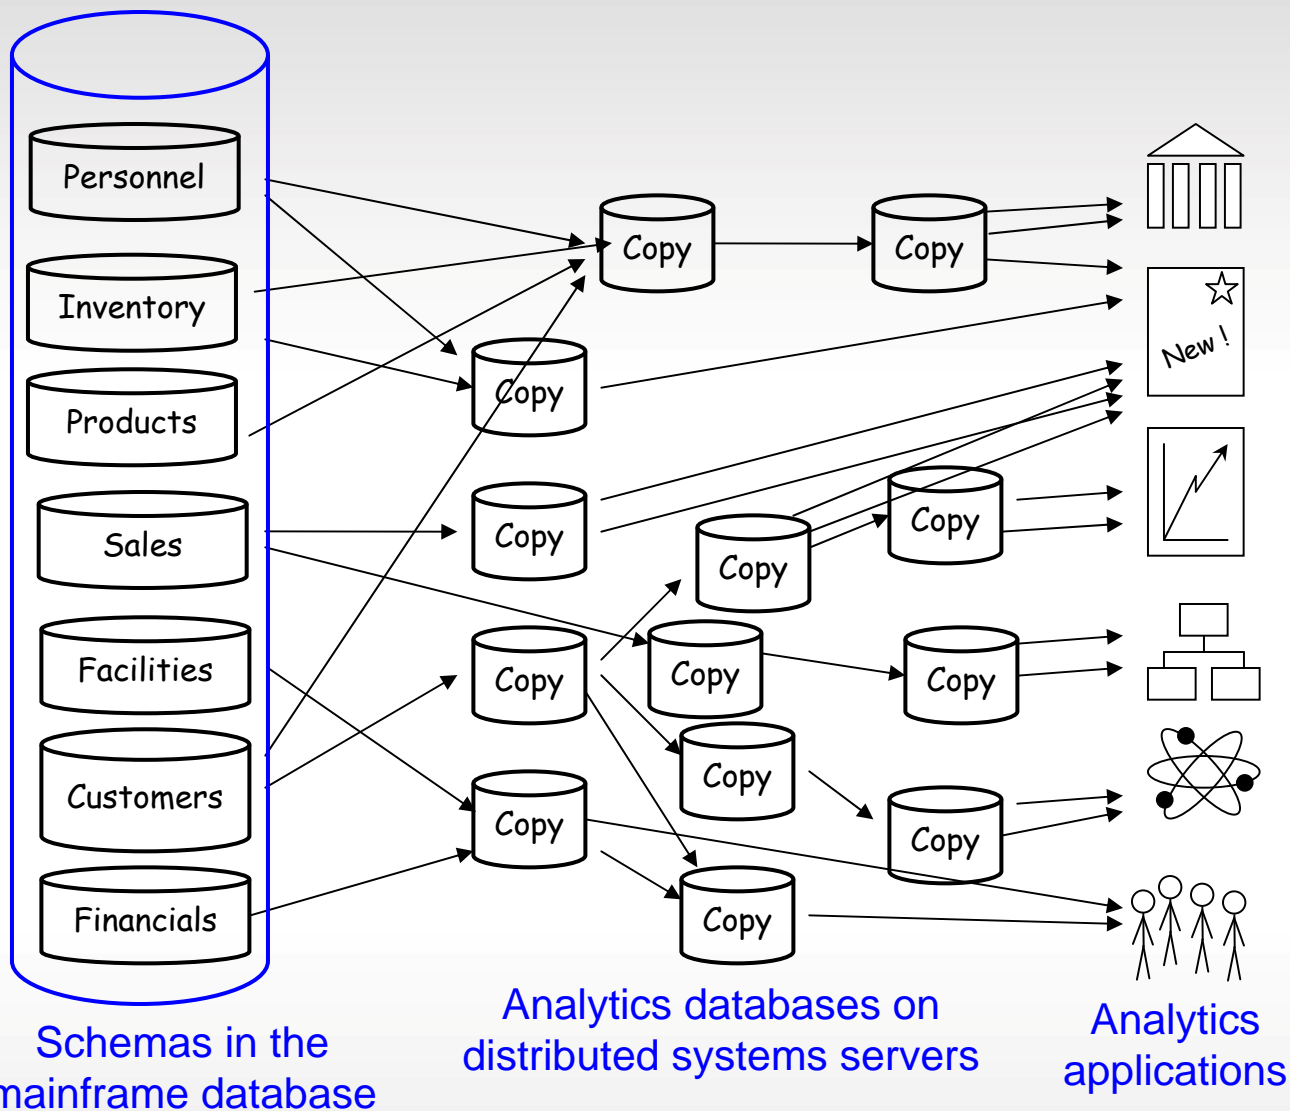 Personnel
Inventory
Products
Sales
Facilities
Customers
Financials
Copy
Copy
Copy
Copy
Copy
Copy
Copy
Copy
Copy
Copy
Copy
Copy
Copy
New !
Schemas in the
mainframe database
Analytics databases on
distributed systems servers
Analytics
applications